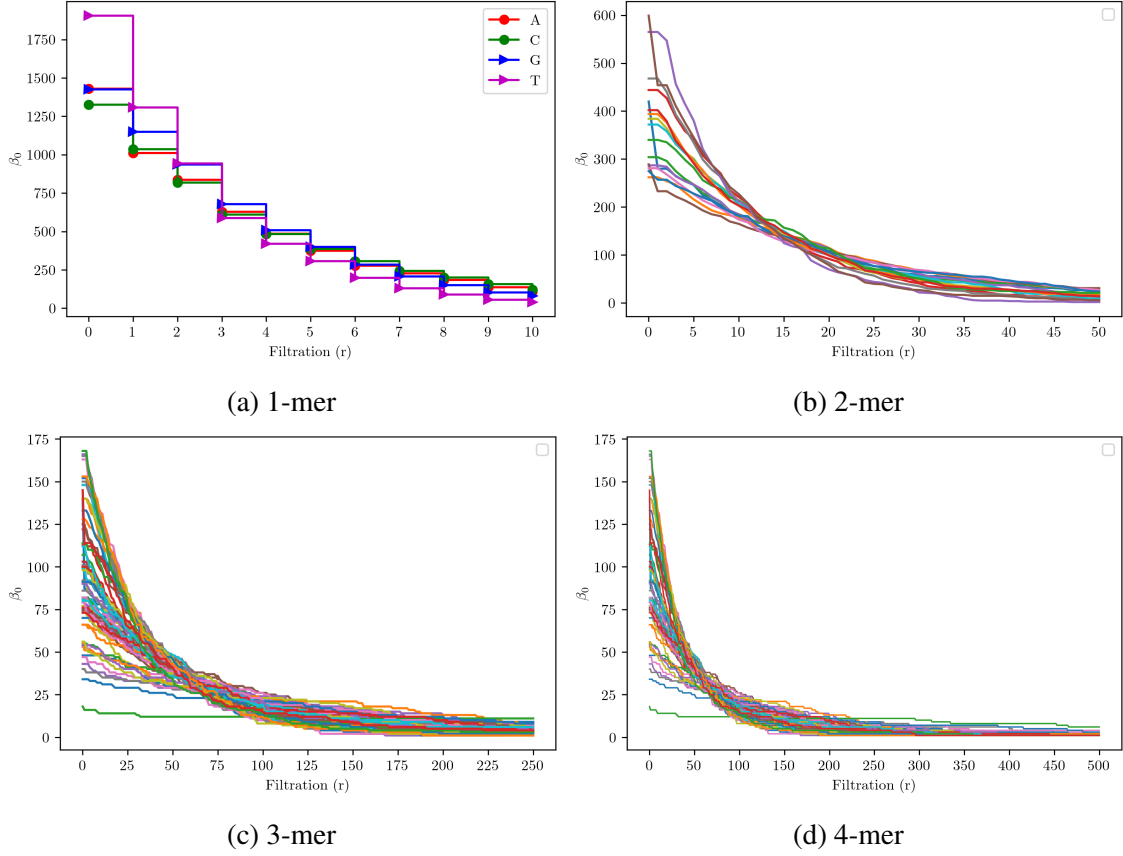 1750
1500
1250
1000
750
500
250
0
β0
A
C
G
T
0 1 2 3 4 5 6 7 8 9 10
Filtration (r)
(a) 1-mer
600
500
400
300
200
100
0
β0
0 5 10 15 20 25 30 35 40 45 50
Filtration (r)
(b) 2-mer
175
150
125
100
75
50
25
0
β0
0 25 50 75 100 125 150 175 200 225 250
Filtration (r)
(c) 3-mer
175
150
125
100
75
50
25
0
β0
0 50 100 150 200 250 300 350 400 450 500
Filtration (r)
(d) 4-mer